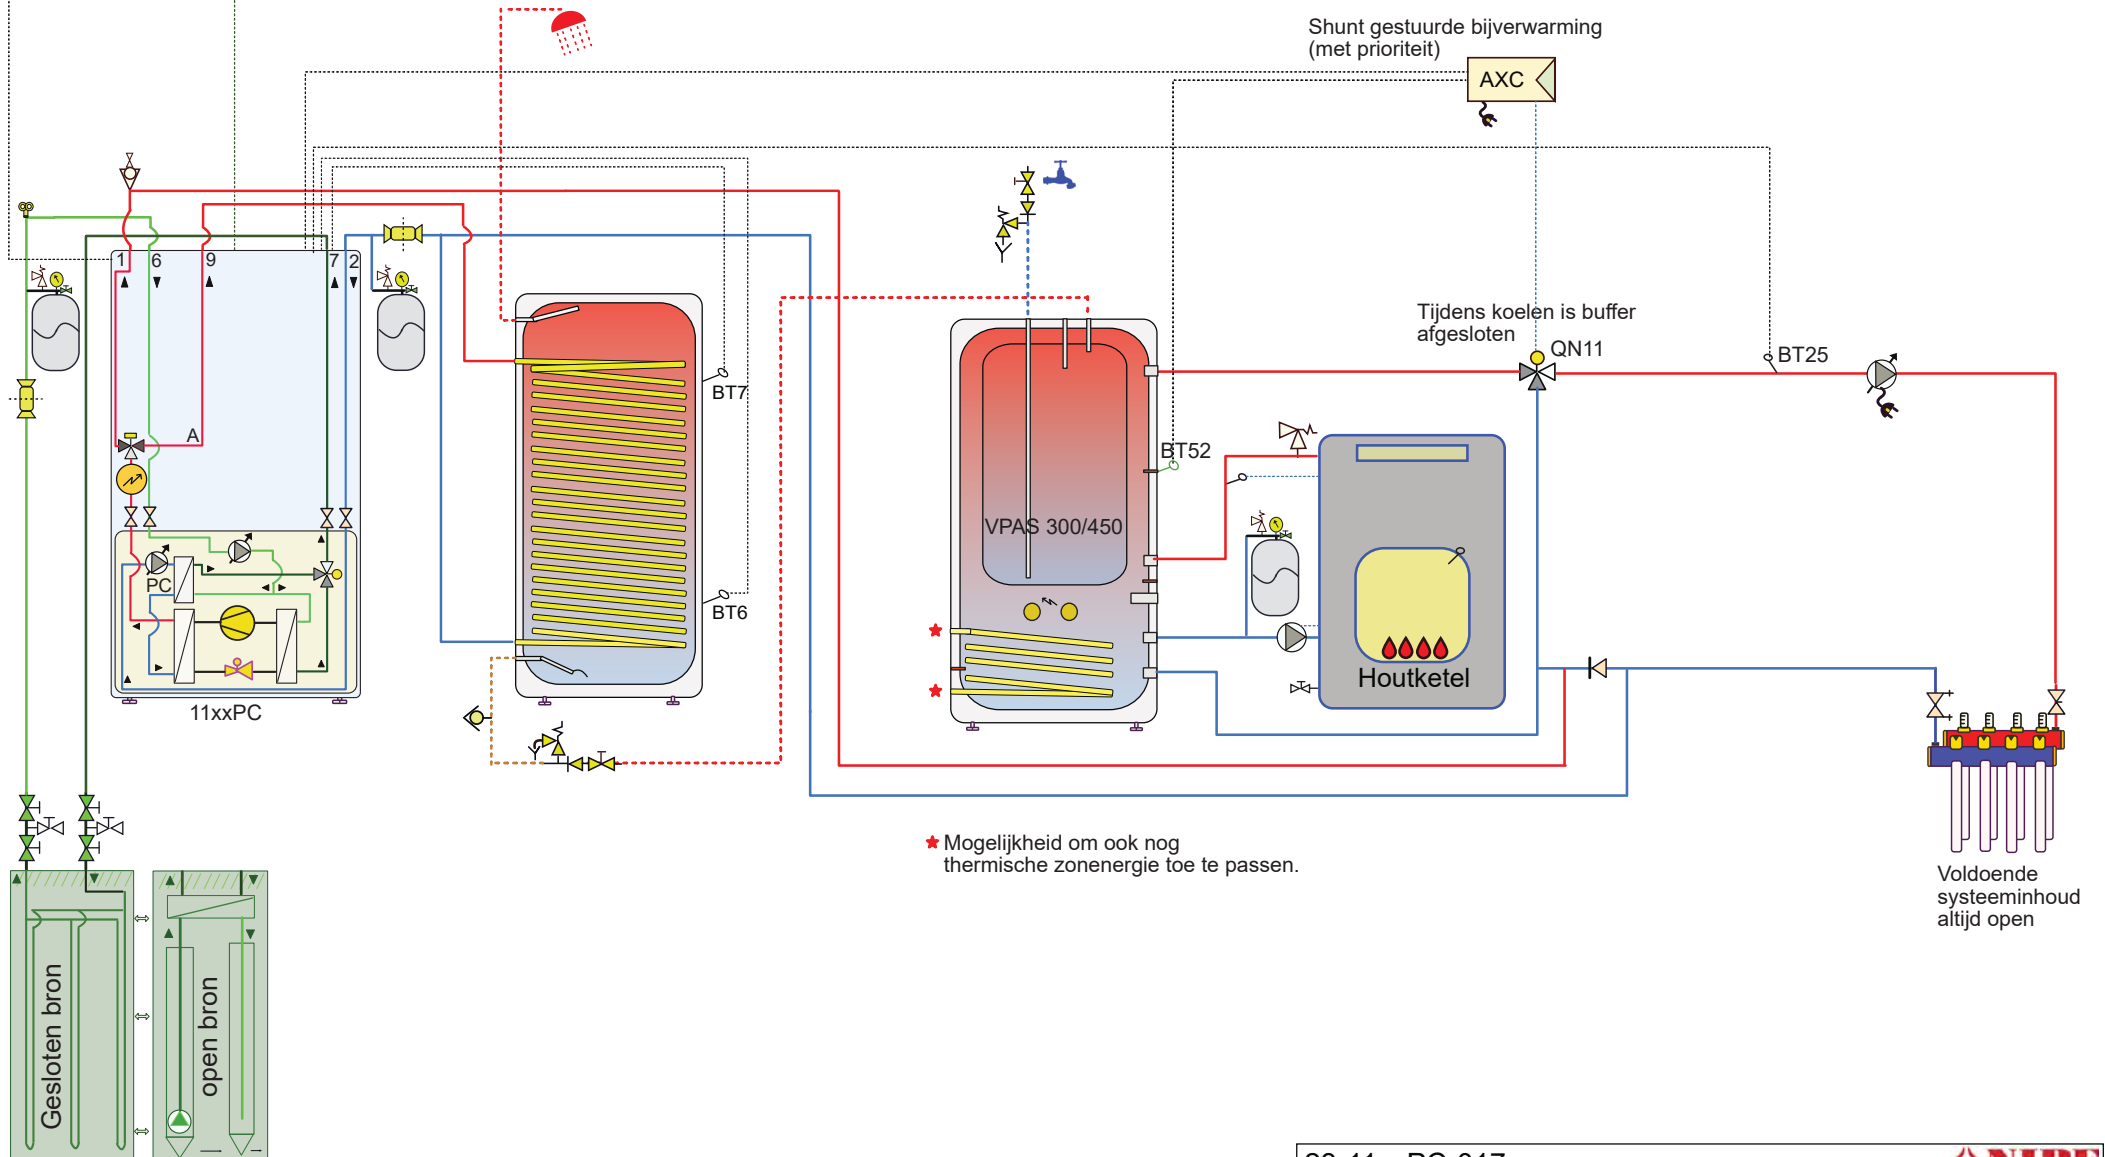 Shunt gestuurde bijverwarming
(met prioriteit)
AXC
1
6
9
7
2
Tijdens koelen is buffer
afgesloten
QN11
BT25
BT7
A
BT52
VPAS 300/450
PC
BT6
Houtketel
11xxPC
Mogelijkheid om ook nog
thermische zonenergie toe te passen.
Voldoende
systeeminhoud
altijd open
Gesloten bron
open bron
NIBE